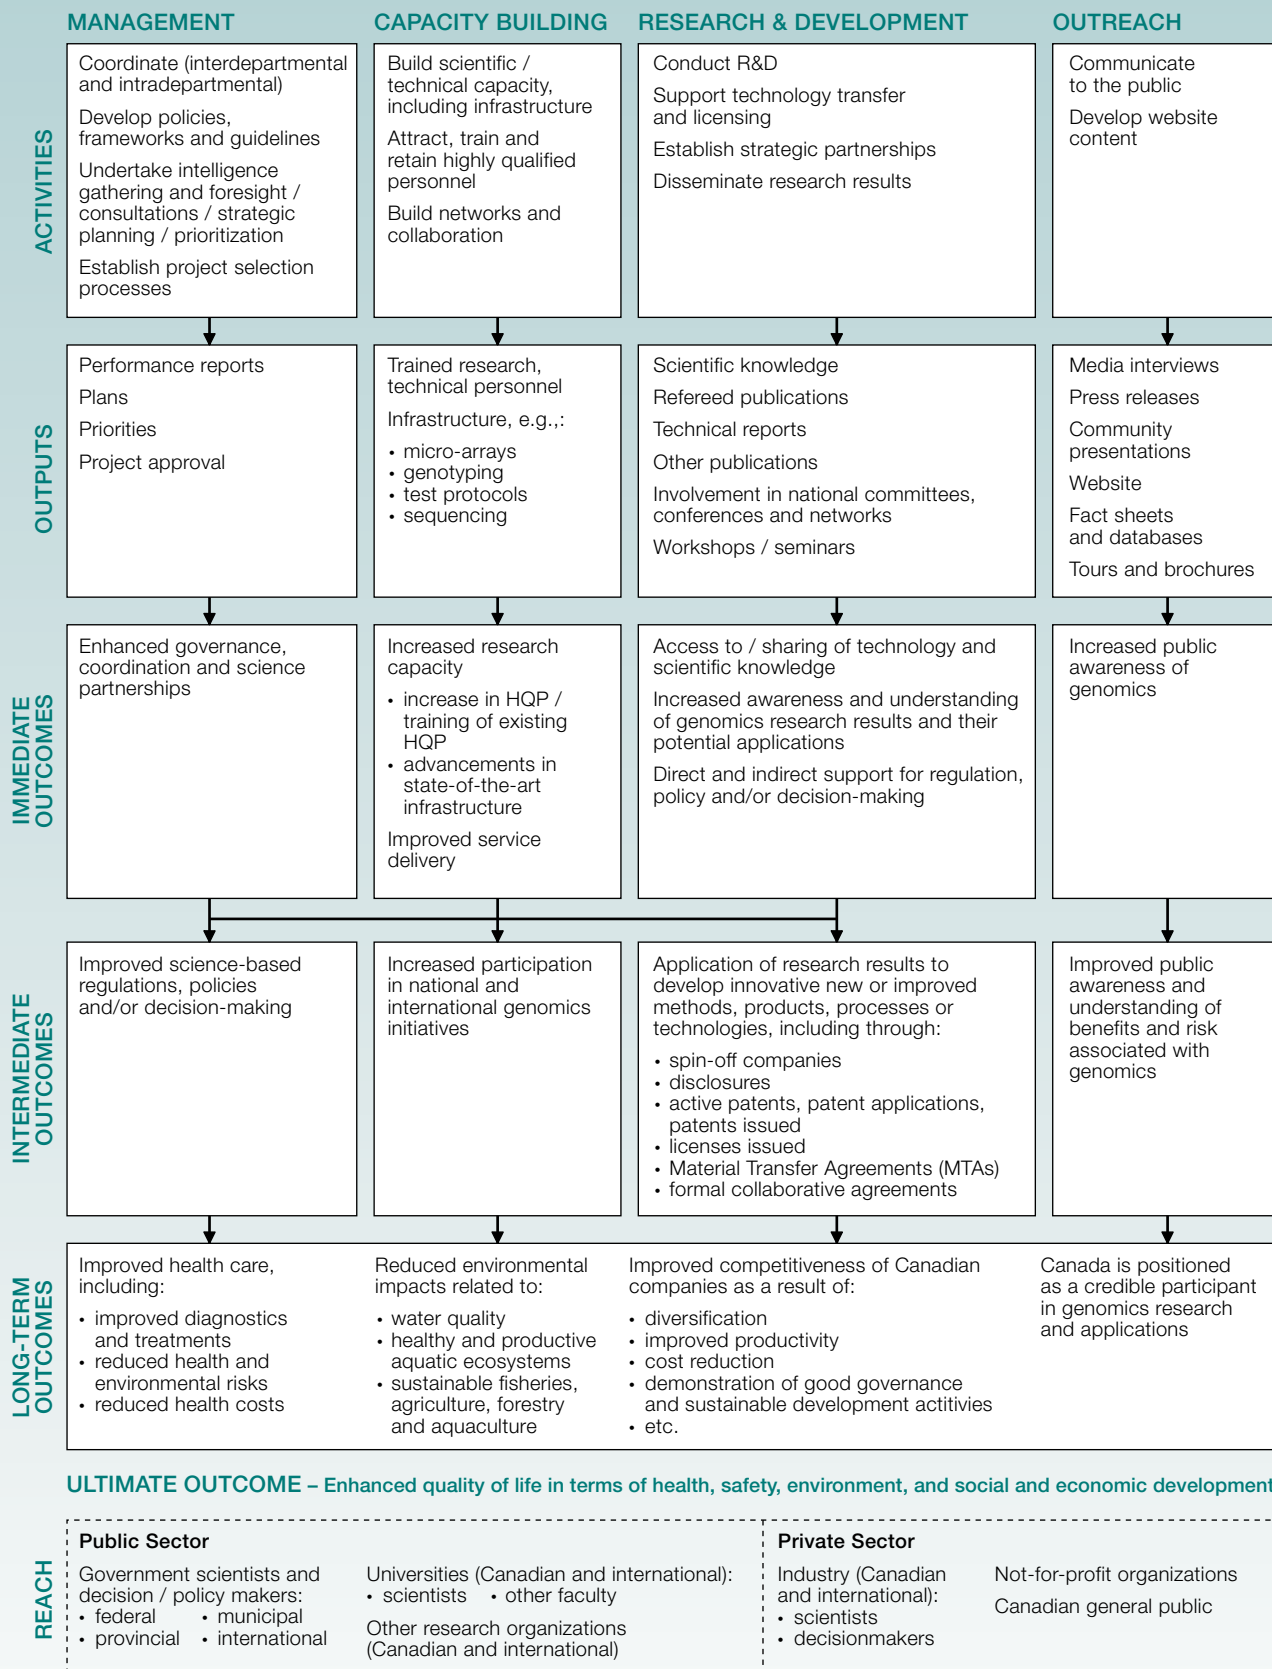 MANAGEMENT
CAPACITY BUILDING
RESEARCH & DEVELOPMENT
OUTREACH
ACTIVITIES
Coordinate (interdepartmental
and intradepartmental)
Develop policies,
frameworks and guidelines
Undertake intelligence
gathering and foresight /
consultations / strategic
planning / prioritization
Establish project selection
processes
Build scientific /
technical capacity,
including infrastructure
Attract, train and
retain highly qualified
personnel
Build networks and
collaboration
Conduct R&D
Support technology transfer
and licensing
Establish strategic partnerships
Disseminate research results
Communicate
to the public
Develop website
content
OUTPUTS
Performance reports
Plans
Priorities
Project approval
Trained research,
technical personnel
Infrastructure, e.g.,:
• micro-arrays
• genotyping
• test protocols
• sequencing
Scientific knowledge
Refereed publications
Technical reports
Other publications
Involvement in national committees,
conferences and networks
Workshops / seminars
Media interviews
Press releases
Community
presentations
Website
Fact sheets
and databases
Tours and brochures
IMMEDIATE
OUTCOMES
Enhanced governance,
coordination and science
partnerships
Increased research
capacity
• increase in HQP /
training of existing
HQP
• advancements in
state-of-the-art
infrastructure
Improved service
delivery
Access to / sharing of technology and
scientific knowledge
Increased awareness and understanding
of genomics research results and their
potential applications
Direct and indirect support for regulation,
policy and/or decision-making
Increased public
awareness of
genomics
INTERMEDIATE
OUTCOMES
Improved science-based
regulations, policies
and/or decision-making
Increased participation
in national and
international genomics
initiatives
Application of research results to
develop innovative new or improved
methods, products, processes or
technologies, including through:
• spin-off companies
• disclosures
• active patents, patent applications,
patents issued
• licenses issued
• Material Transfer Agreements (MTAs)
• formal collaborative agreements
Improved public
awareness and
understanding of
benefits and risk
associated with
genomics
LONG-TERM
OUTCOMES
Improved health care,
including:
• improved diagnostics
and treatments
• reduced health and
environmental risks
• reduced health costs
Reduced environmental
impacts related to:
• water quality
• healthy and productive
aquatic ecosystems
• sustainable fisheries,
agriculture, forestry
and aquaculture
Improved competitiveness of Canadian
companies as a result of:
• diversification
• improved productivity
• cost reduction
• demonstration of good governance
and sustainable development actitivies
• etc.
Canada is positioned
as a credible participant
in genomics research
and applications
ULTIMATE OUTCOME – Enhanced quality of life in terms of health, safety, environment, and social and economic development
REACH
Public Sector
Government scientists and
decision / policy makers:
• federal • municipal
• provincial • international
Universities (Canadian and international):
• scientists • other faculty
Other research organizations
(Canadian and international)
Private Sector
Industry (Canadian
and international):
• scientists
• decisionmakers
Not-for-profit organizations
Canadian general public